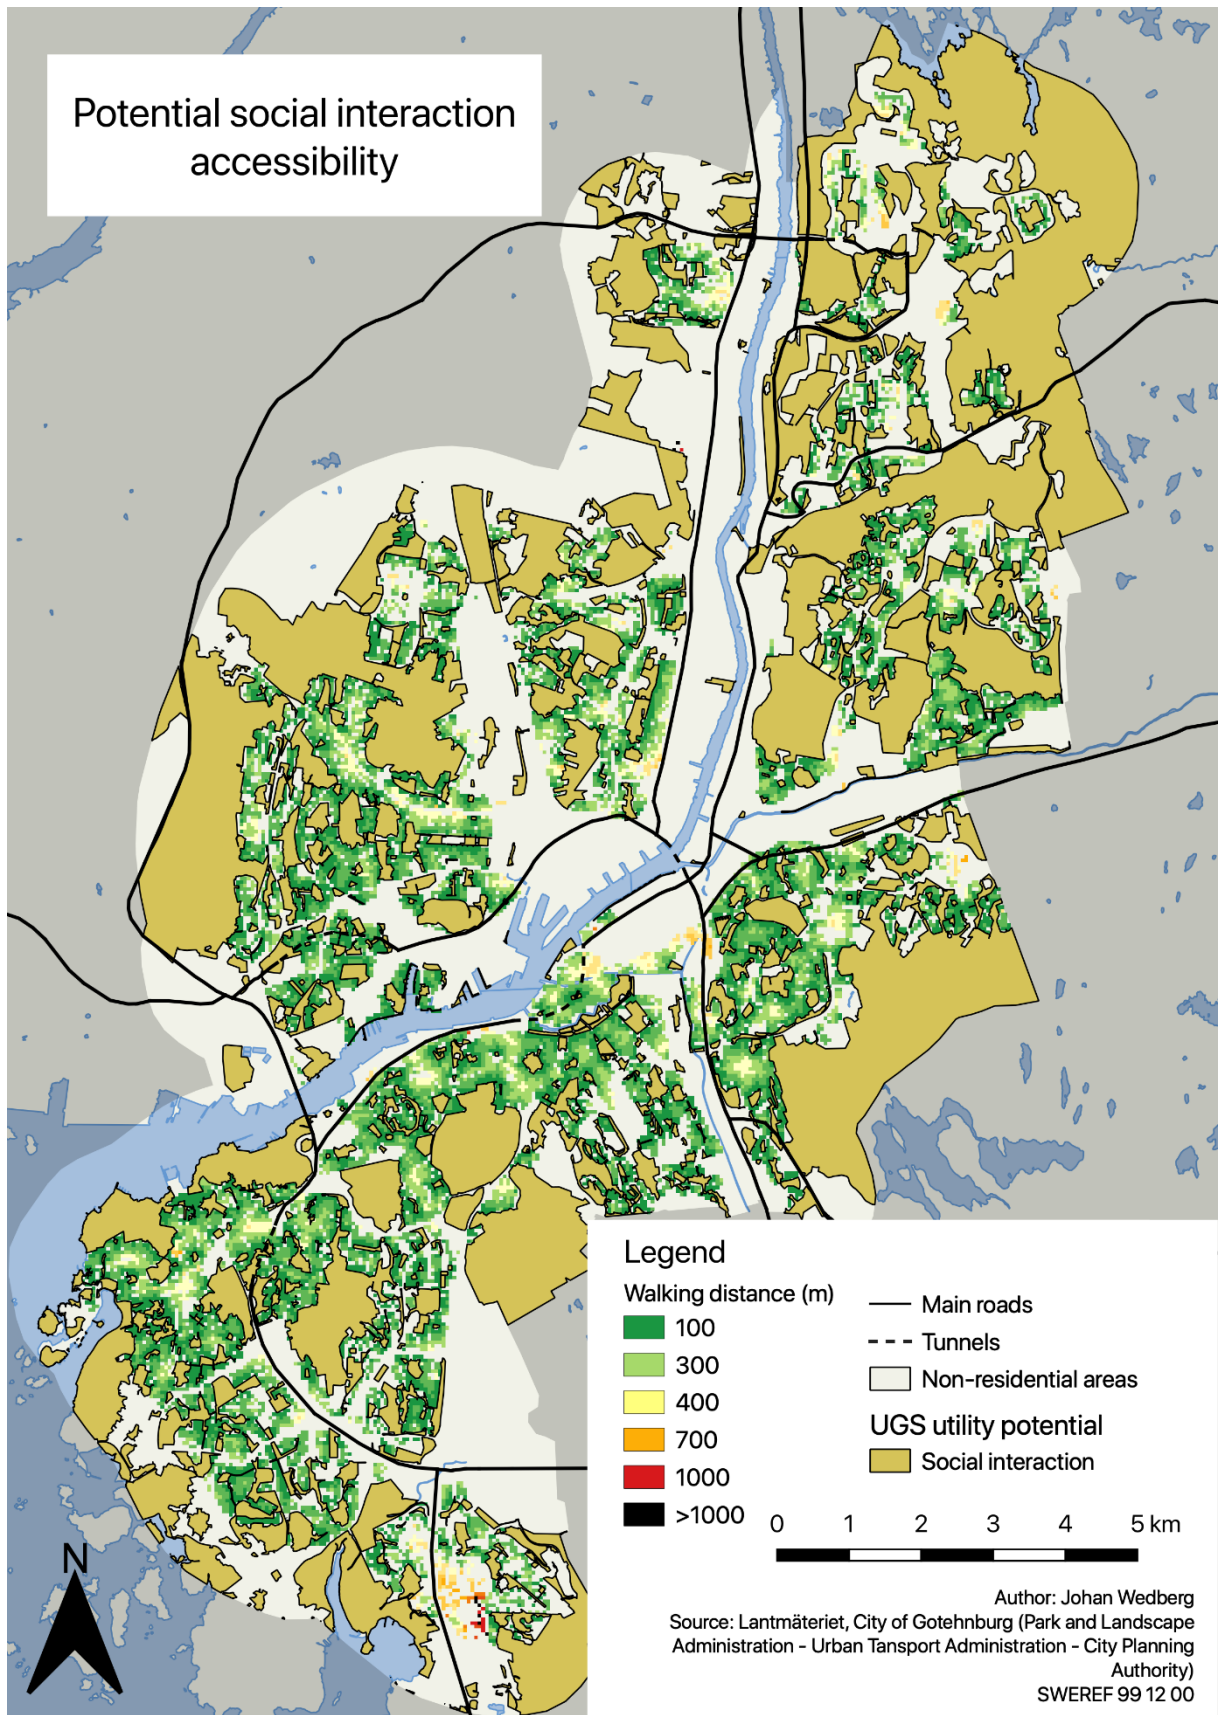 Potential social interaction
accessibility
Legend
Walking distance (m)
100
300
400
700
1000
>1000
Main roads
Tunnels
Non-residential areas
UGS utility potential
Social interaction
0 1 2 3 4 5 km
N
Author: Johan Wedberg
Source: Lantmäteriet, City of Gotehnburg (Park and Landscape
Administration - Urban Tansport Administration - City Planning
Authority)
SWEREF 99 12 00